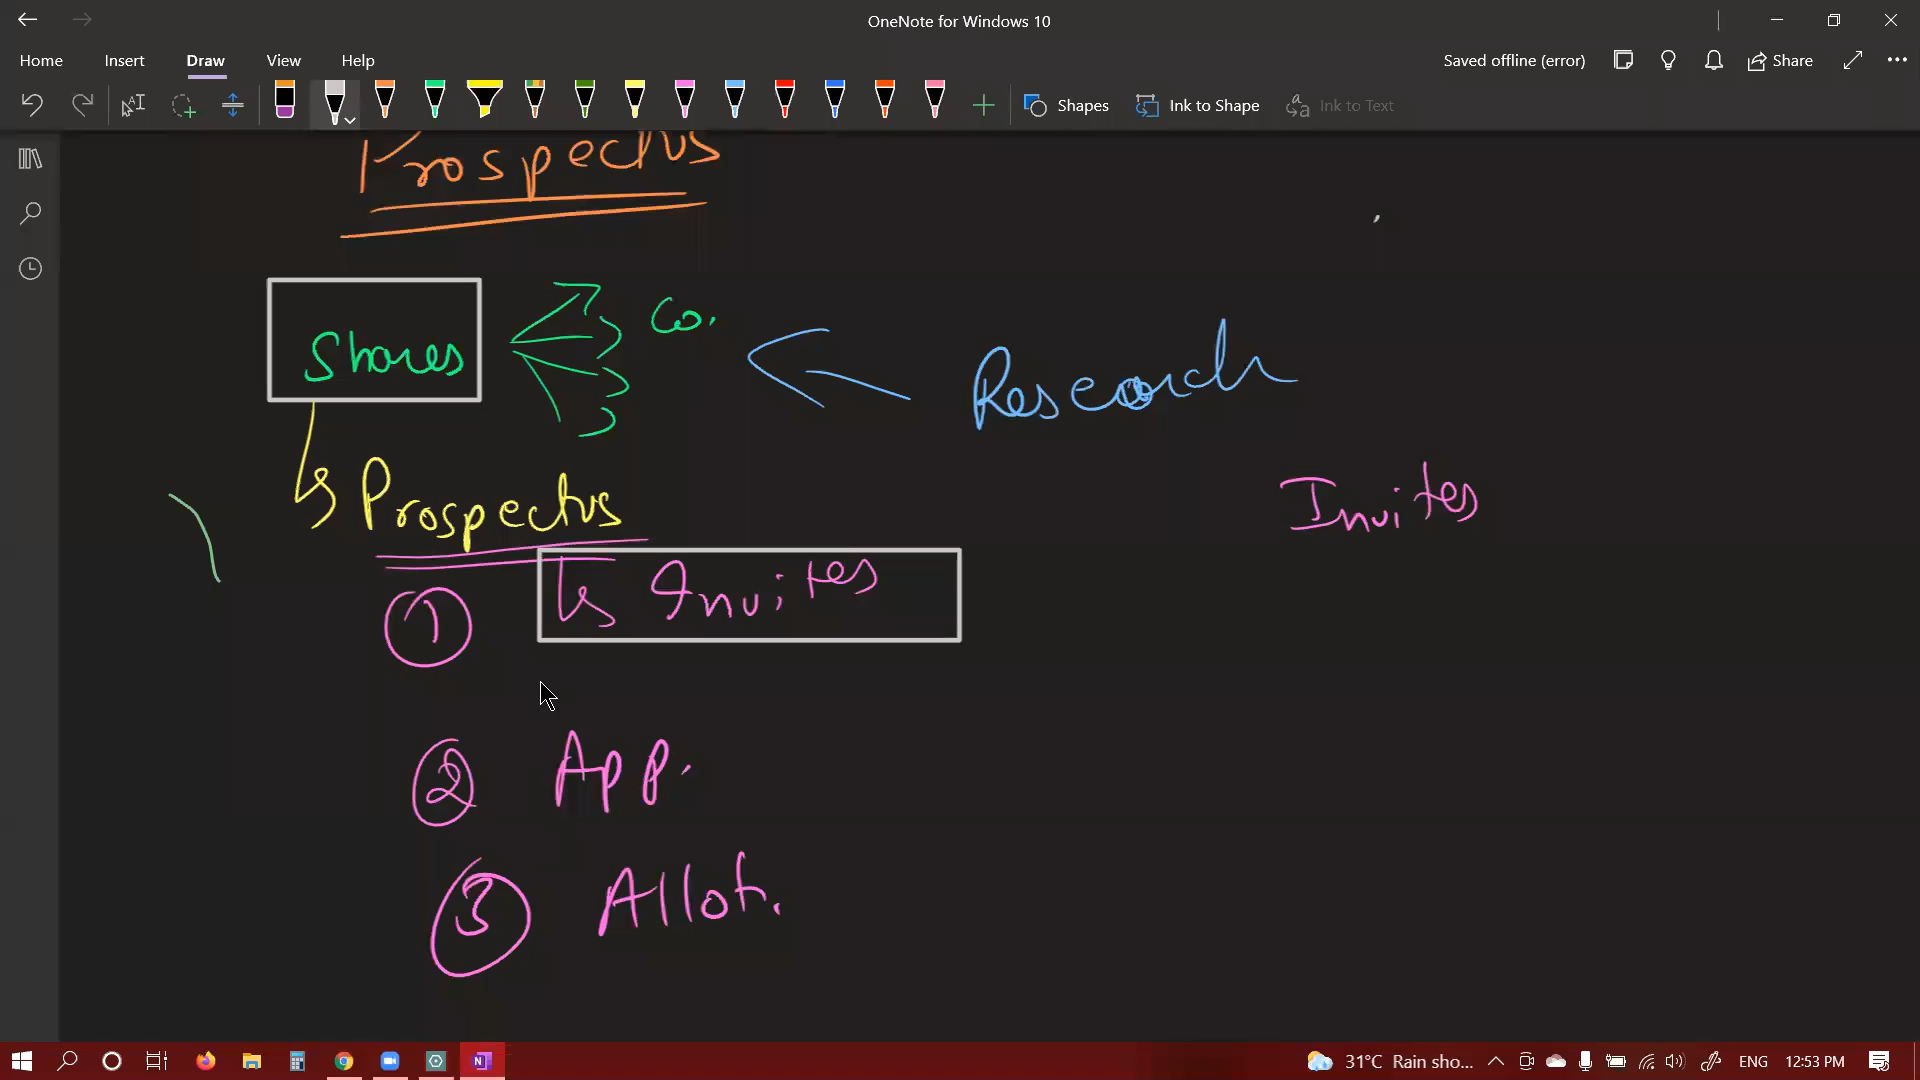 OneNote for Windows 10
Home Insert Draw View Help
Saved offline (error) Share
Shapes Ink to Shape Ink to Text
Prospectus
Shares Co.
Research
Prospectus
Invites
① Invites
② App.
③ Allot.
31°C Rain sho... ENG 12:53 PM